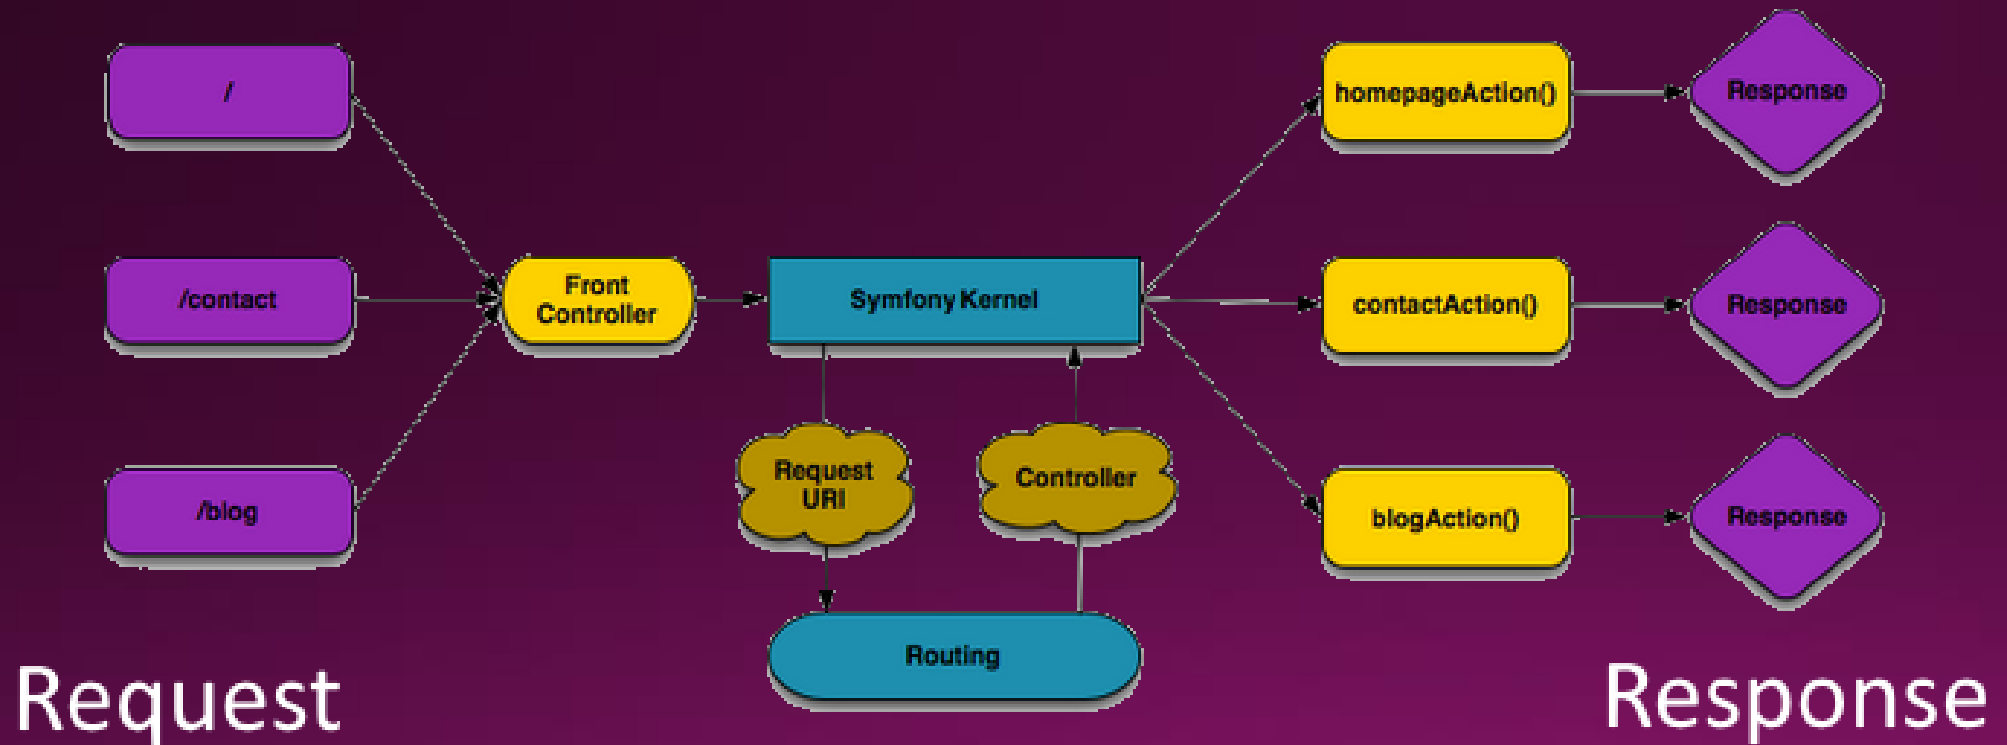 /
homepageAction()
Response
/contact
Front
Controller
Symfony Kernel
contactAction()
Response
Request
URI
Controller
/blog
blogAction()
Response
Routing
Request
Response